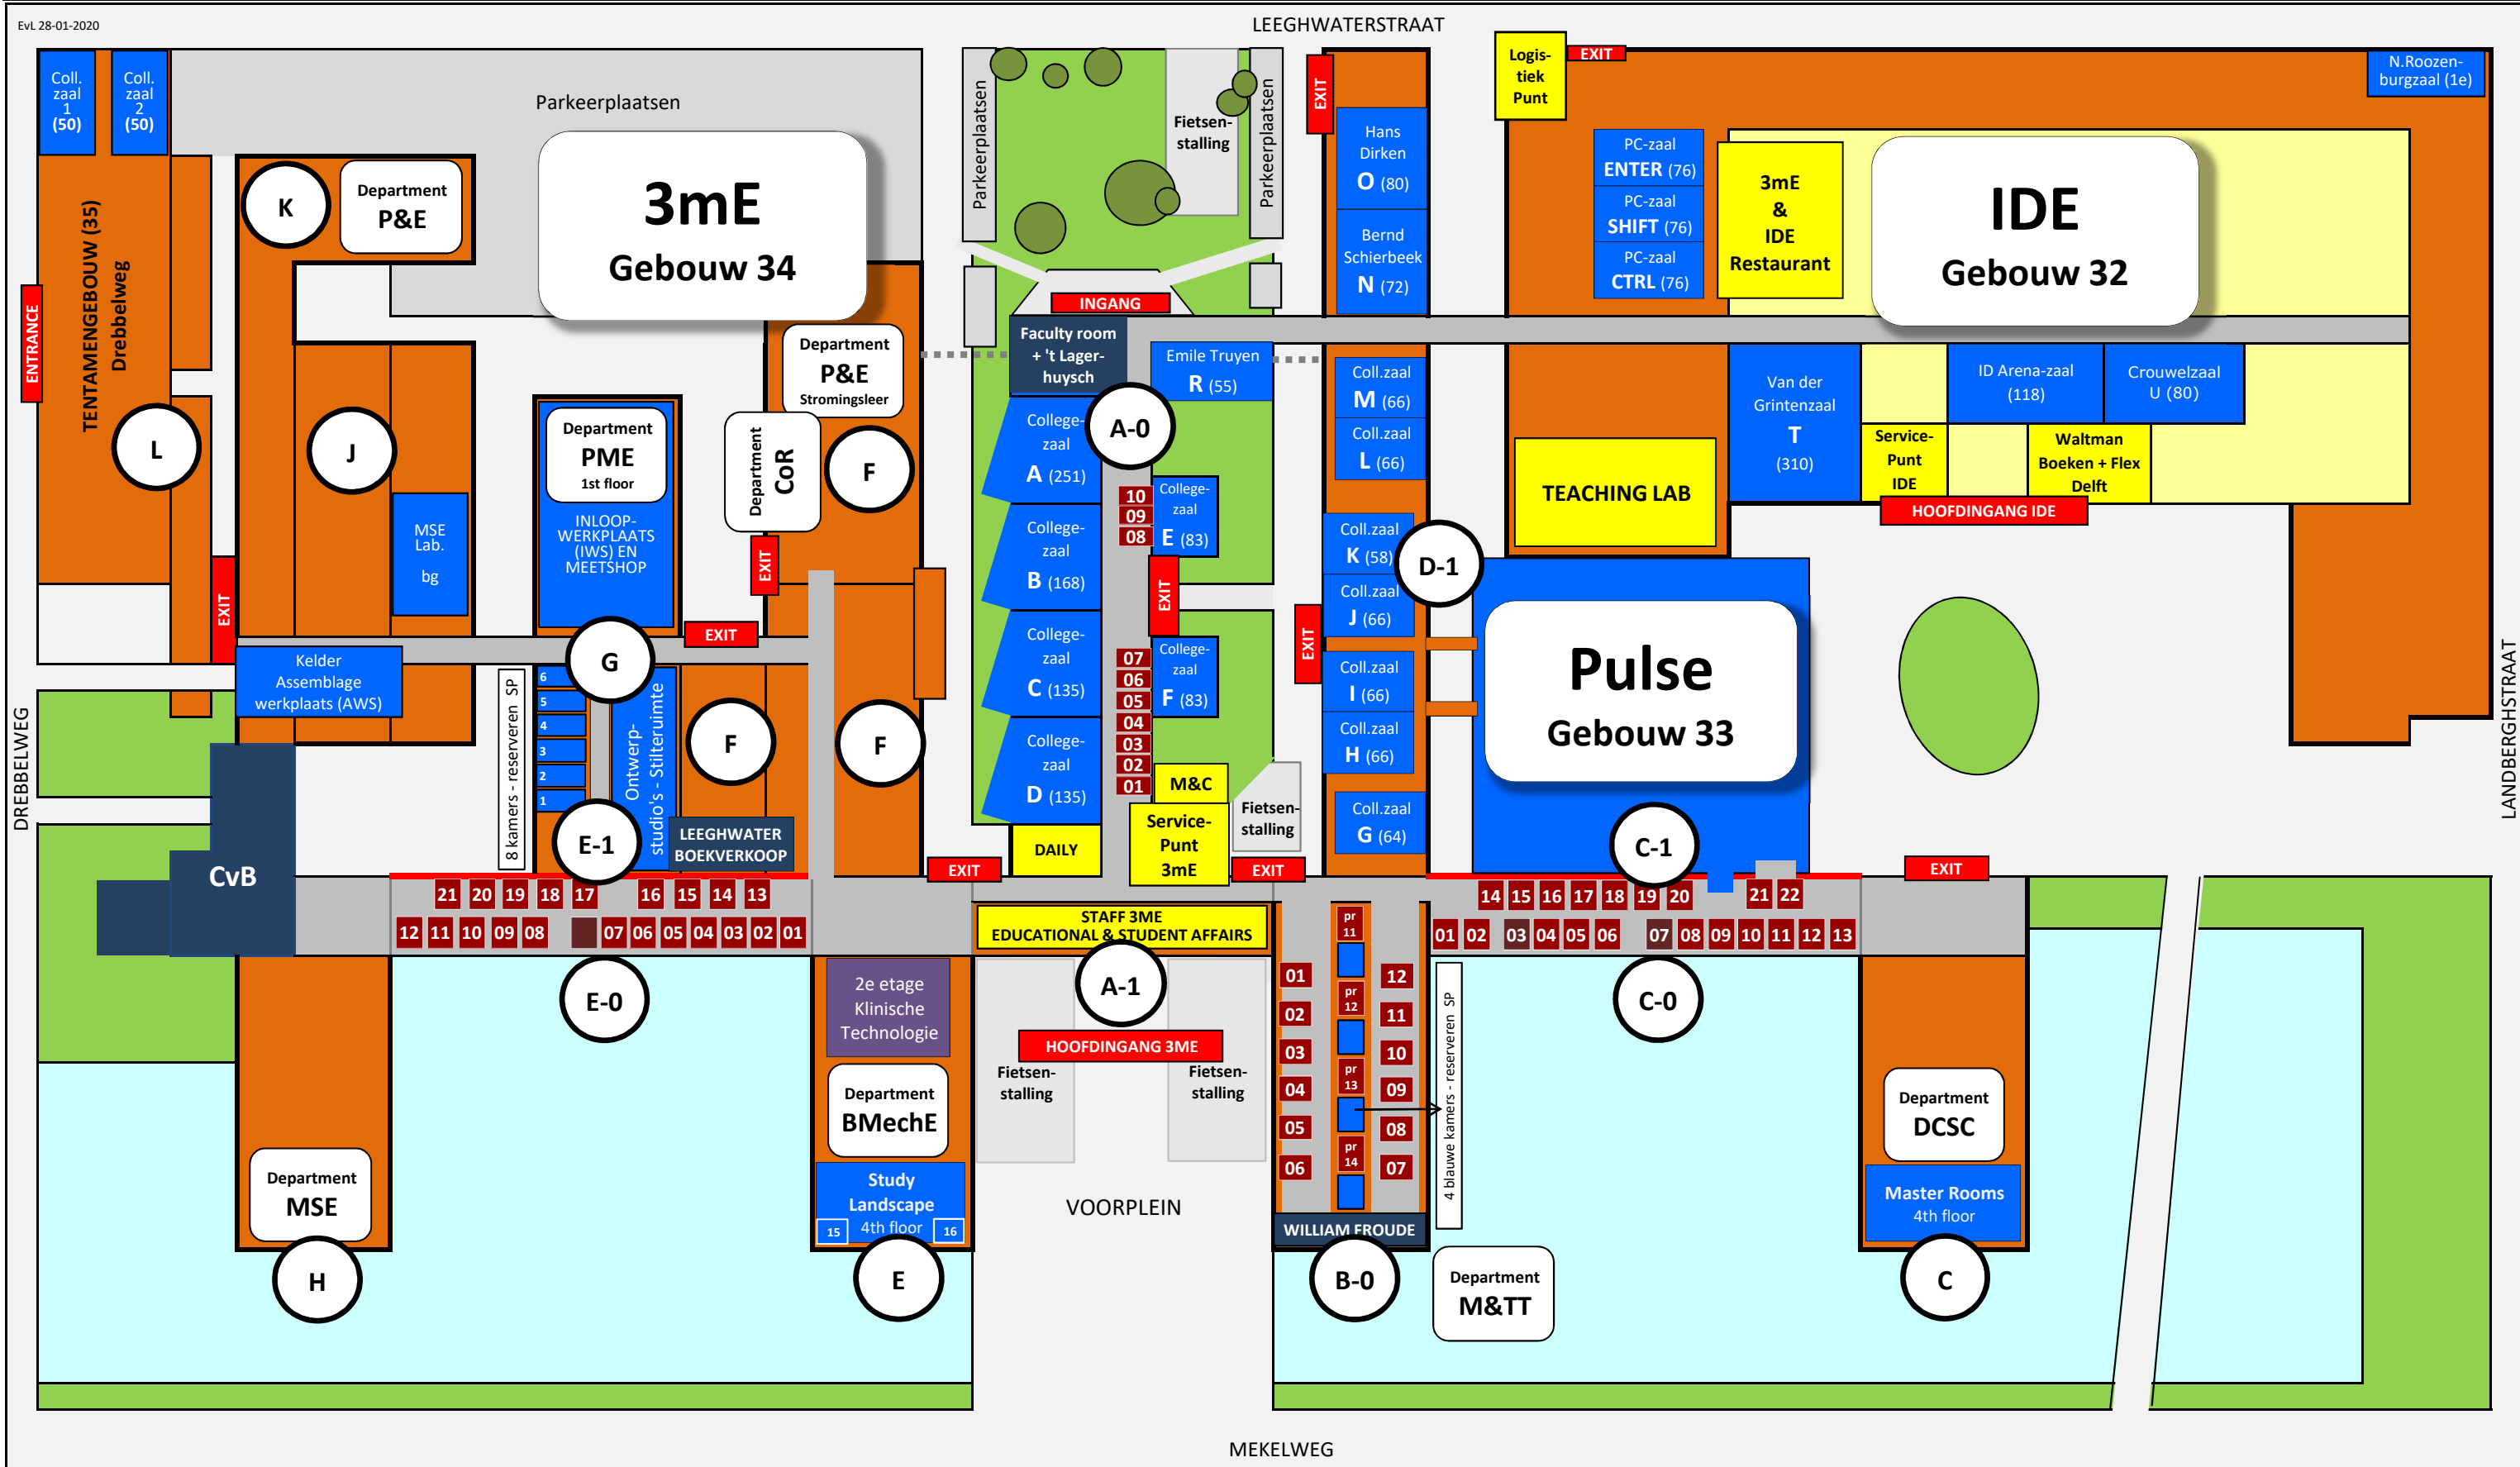 EvL 28-01-2020
LEEGHWATERSTRAAT
Coll.
zaal
1
(50)
Coll.
zaal
2
(50)
TENTAMENGEBOUW (35)
Drebbelweg
ENTRANCE
L
EXIT
K
Department
P&E
J
MSE
Lab.
bg
Parkeerplaatsen
3mE
Gebouw 34
Department
PME
1st floor
INLOOP-
WERKPLAATS
(IWS) EN
MEETSHOP
Department
P&E
Stromingsleer
Department
CoR
F
EXIT
EXIT
G
Kelder
Assemblage
werkplaats (AWS)
8 kamers - reserveren SP
6
5
4
3
2
1
Ontwerp-
studio's - Stilteruimte
F
F
E-1
LEEGHWATER
BOEKVERKOOP
DREBBELWEG
CvB
21 20 19 18 17 16 15 14 13
12 11 10 09 08 07 06 05 04 03 02 01
E-0
Department
MSE
H
2e etage
Klinische
Technologie
Department
BMechE
Study
Landscape
4th floor
15
16
E
Parkeerplaatsen
Fietsen-
stalling
Parkeerplaatsen
INGANG
Faculty room
+ 't Lager-
huysch
Emile Truyen
R (55)
A-0
College-
zaal
A (251)
College-
zaal
B (168)
College-
zaal
C (135)
College-
zaal
D (135)
10
09
08
College-
zaal
E (83)
EXIT
07
06
05
04
03
02
01
College-
zaal
F (83)
M&C
Service-
Punt
3mE
Fietsen-
stalling
DAILY
EXIT
EXIT
STAFF 3ME
EDUCATIONAL & STUDENT AFFAIRS
A-1
HOOFDINGANG 3ME
Fietsen-
stalling
Fietsen-
stalling
VOORPLEIN
EXIT
Hans
Dirken
O (80)
Bernd
Schierbeek
N (72)
Coll.zaal
M (66)
Coll.zaal
L (66)
Coll.zaal
K (58)
D-1
Coll.zaal
J (66)
EXIT
Coll.zaal
I (66)
Coll.zaal
H (66)
Coll.zaal
G (64)
pr
11
pr
12
pr
13
pr
14
01
02
03
04
05
06
12
11
10
09
08
07
4 blauwe kamers - reserveren SP
WILLIAM FROUDE
B-0
Department
M&TT
Logis-
tiek
Punt
EXIT
N.Roozen-
burgzaal (1e)
PC-zaal
ENTER (76)
PC-zaal
SHIFT (76)
PC-zaal
CTRL (76)
3mE
&
IDE
Restaurant
IDE
Gebouw 32
Van der
Grintenzaal
T
(310)
ID Arena-zaal
(118)
Crouwelzaal
U (80)
Service-
Punt
IDE
Waltman
Boeken + Flex
Delft
HOOFDINGANG IDE
TEACHING LAB
Pulse
Gebouw 33
C-1
EXIT
14 15 16 17 18 19 20 21 22
01 02 03 04 05 06 07 08 09 10 11 12 13
C-0
Department
DCSC
Master Rooms
4th floor
C
LANDBERGHSTRAAT
MEKELWEG